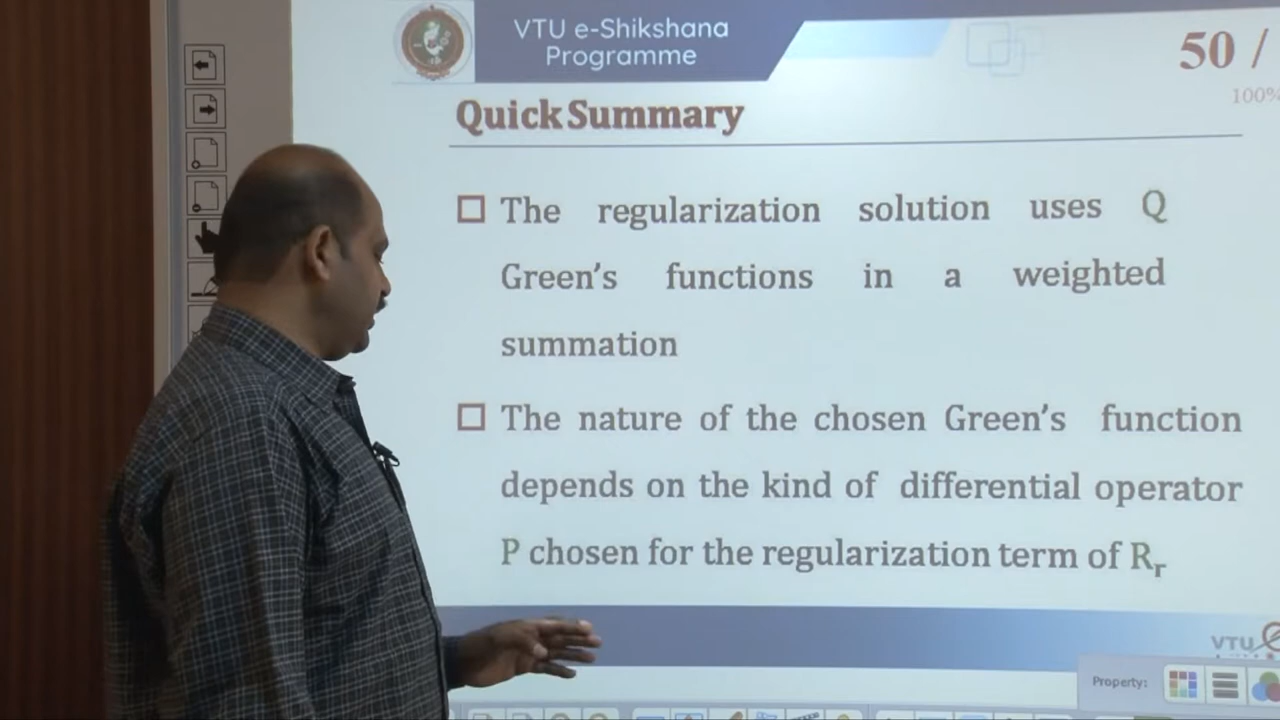 VTU e-Shikshana
Programme
50 /
100%
Quick Summary
The regularization solution uses Q
Green's functions in a weighted
summation
The nature of the chosen Green's function
depends on the kind of differential operator
P chosen for the regularization term of Rr
VTU
Property: